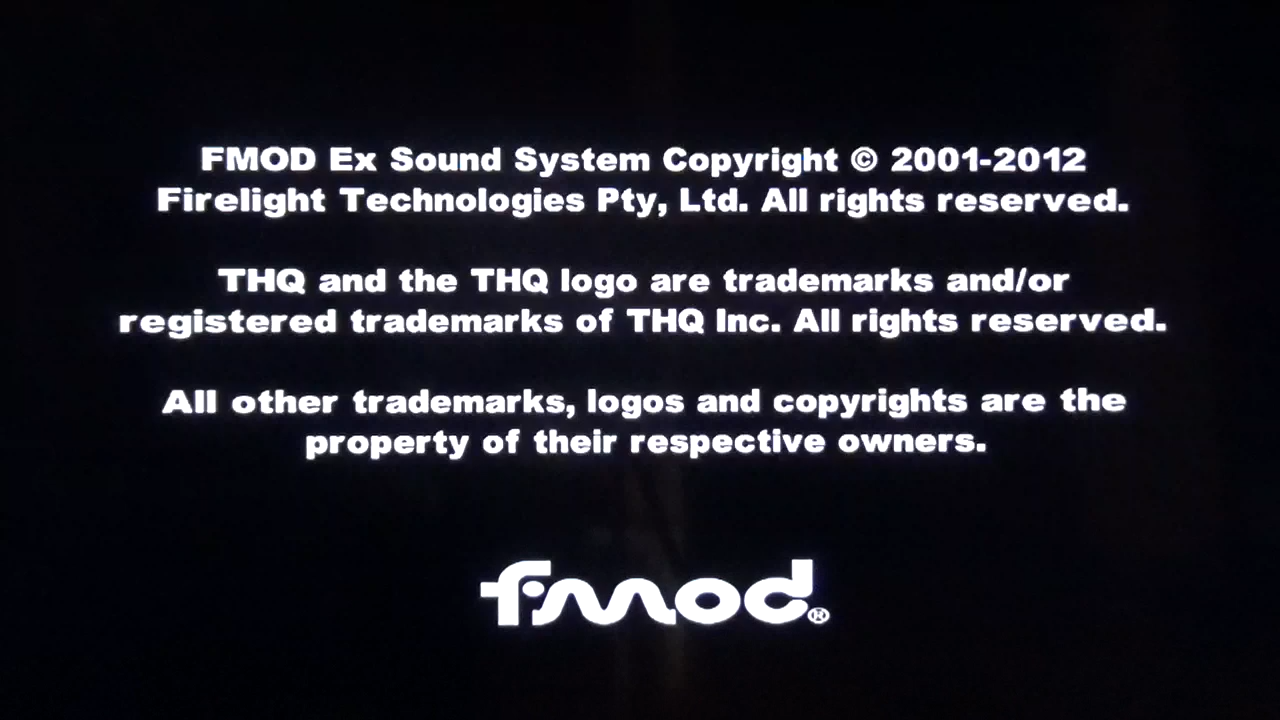 FMOD Ex Sound System Copyright © 2001-2012
Firelight Technologies Pty, Ltd. All rights reserved.
THQ and the THQ logo are trademarks and/or
registered trademarks of THQ Inc. All rights reserved.
All other trademarks, logos and copyrights are the
property of their respective owners.
fmod®